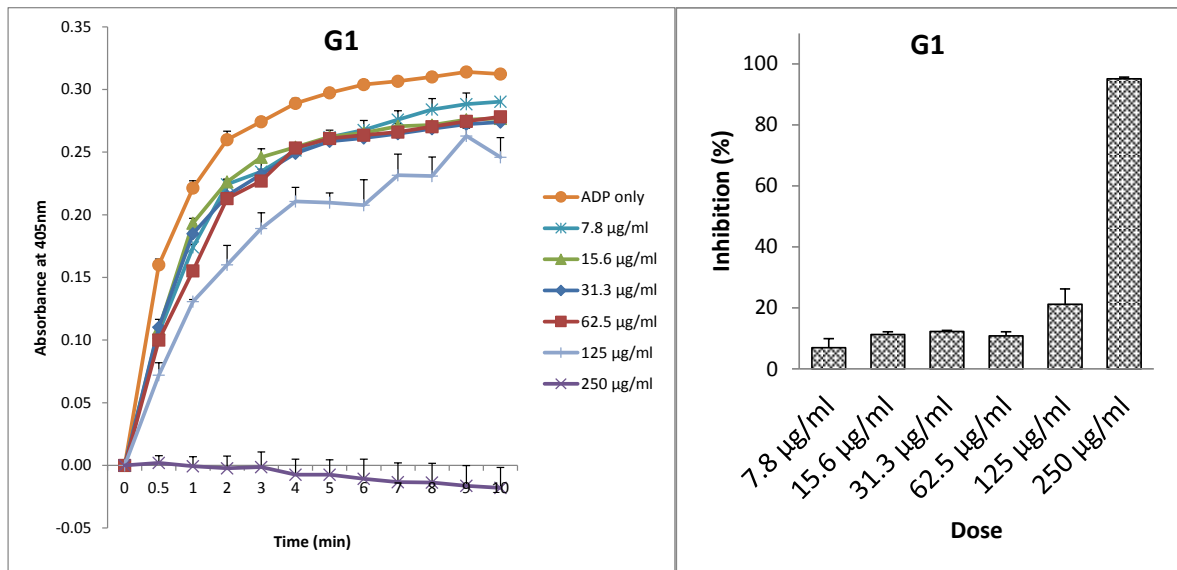 G1
0.35
0.30
0.25
0.20
0.15
0.10
0.05
0.00
-0.05
Absorbance at 405nm
0 0.5 1 2 3 4 5 6 7 8 9 10
Time (min)
ADP only
7.8 µg/ml
15.6 µg/ml
31.3 µg/ml
62.5 µg/ml
125 µg/ml
250 µg/ml
G1
100
80
60
40
20
0
Inhibition (%)
7.8 µg/ml
15.6 µg/ml
31.3 µg/ml
62.5 µg/ml
125 µg/ml
250 µg/ml
Dose